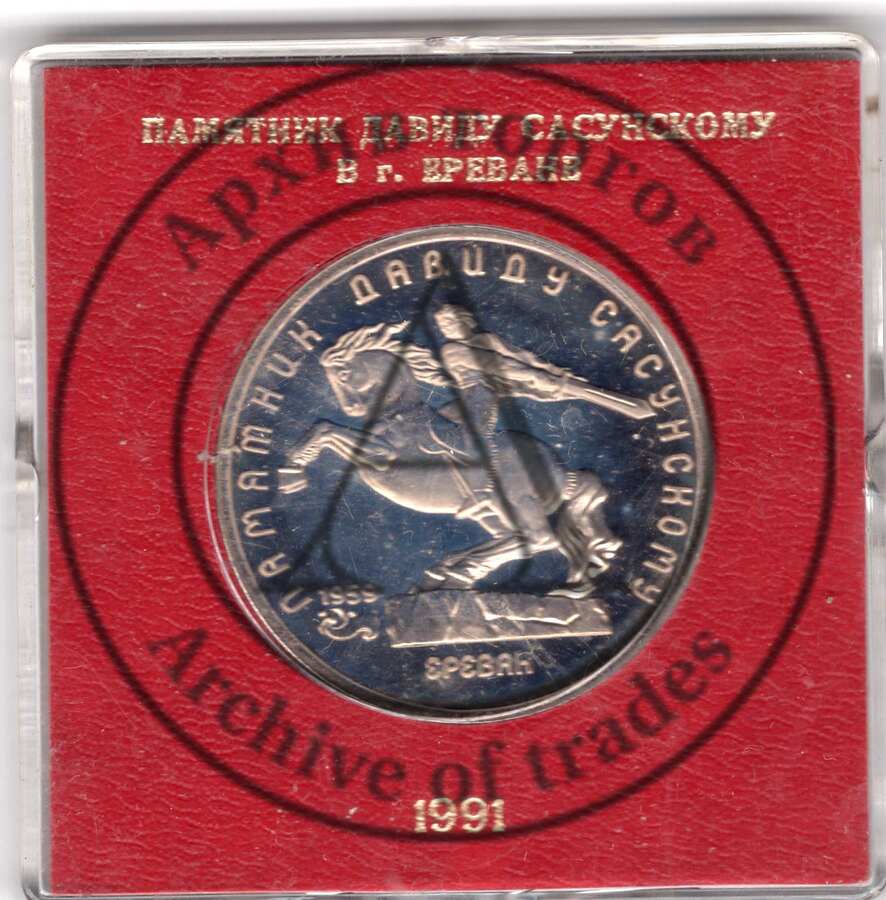 ПАМЯТНИК ДАВИДУ САСУНСКОМУ
В г. ЕРЕВАНЕ
Архив Торгов
ПАМЯТНИК ДАВИДУ САСУНСКОМУ
1959
ЕРЕВАН
Archive of trades
1991